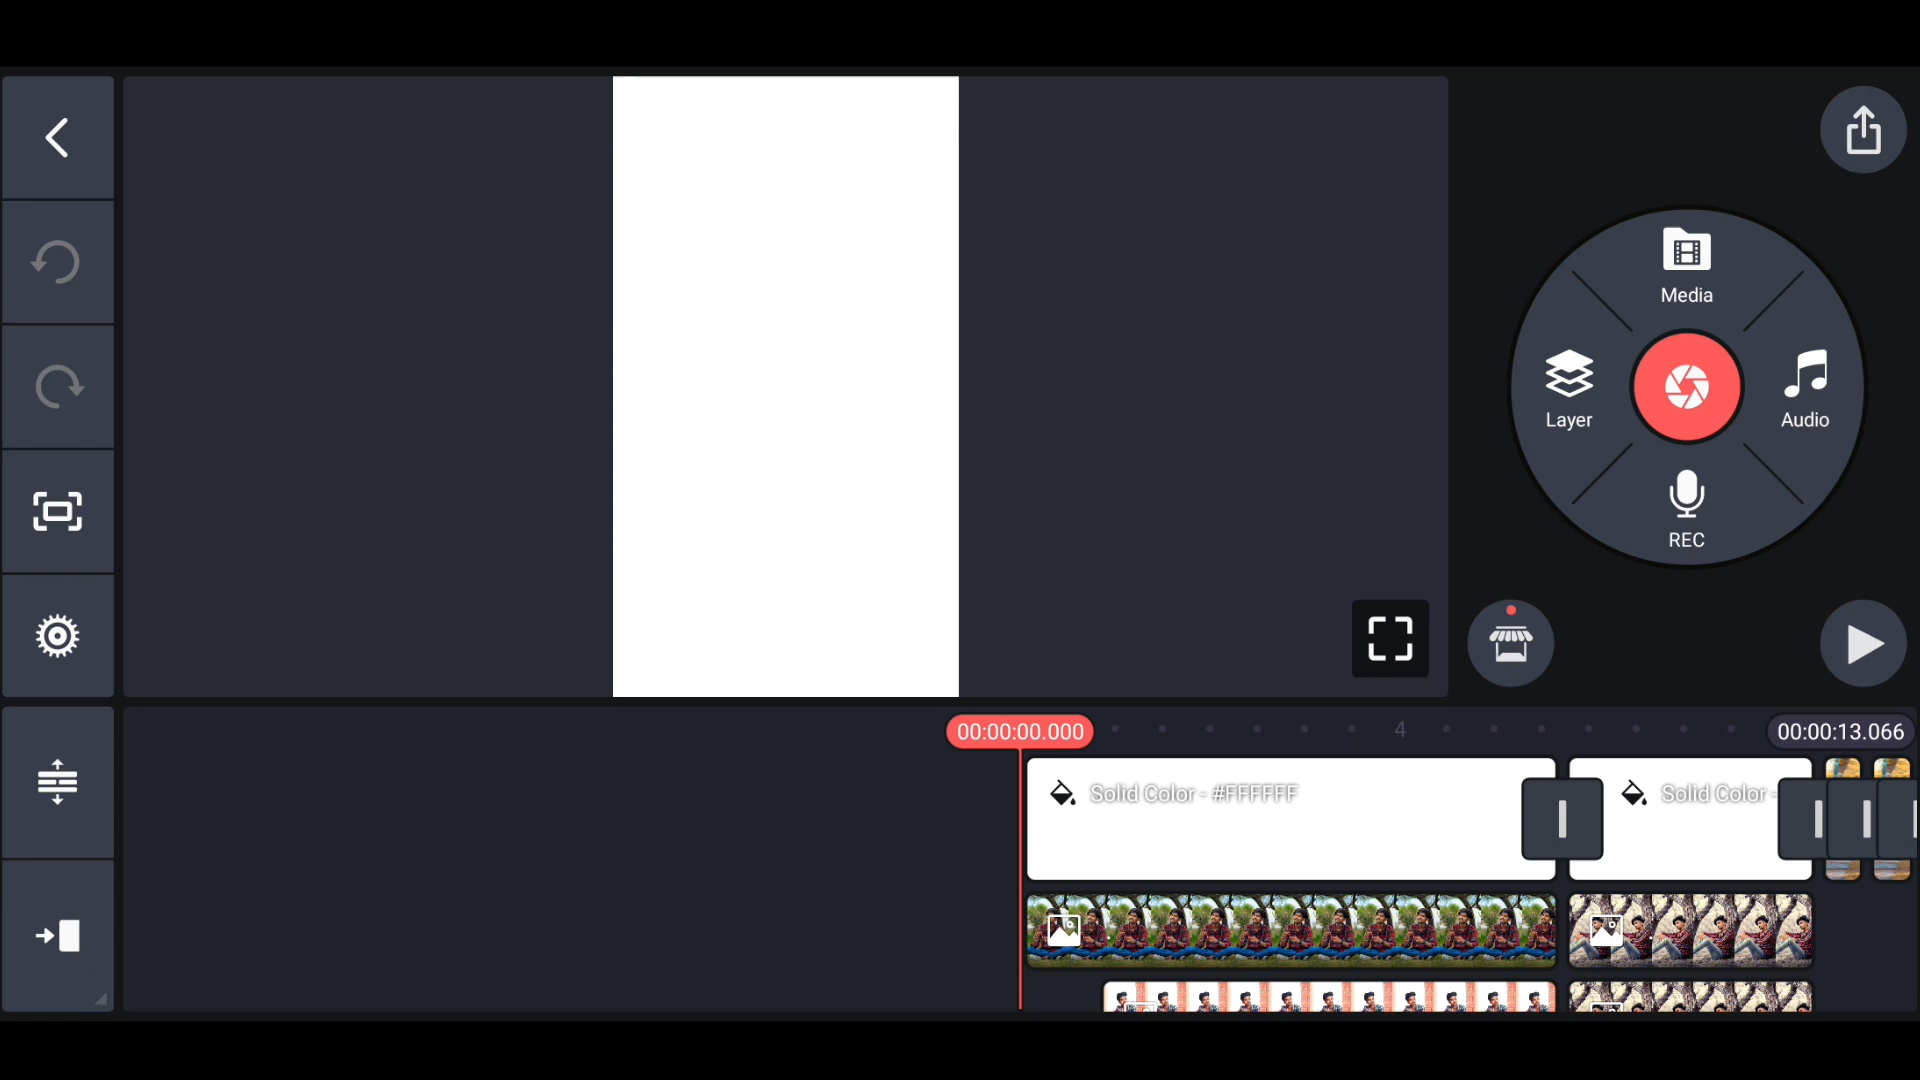 Media
Layer
Audio
REC
00:00:00.000
4
00:00:13.066
Solid Color - #FFFFFF
Solid Color -